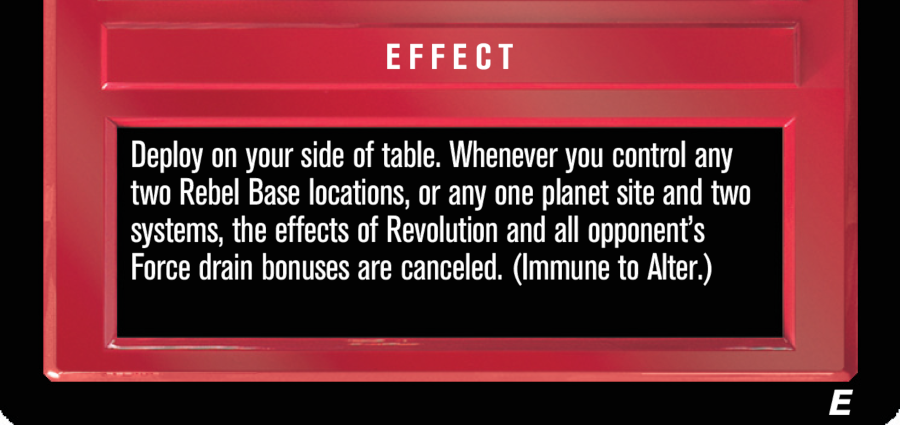 EFFECT
Deploy on your side of table. Whenever you control any
two Rebel Base locations, or any one planet site and two
systems, the effects of Revolution and all opponent's
Force drain bonuses are canceled. (Immune to Alter.)
E